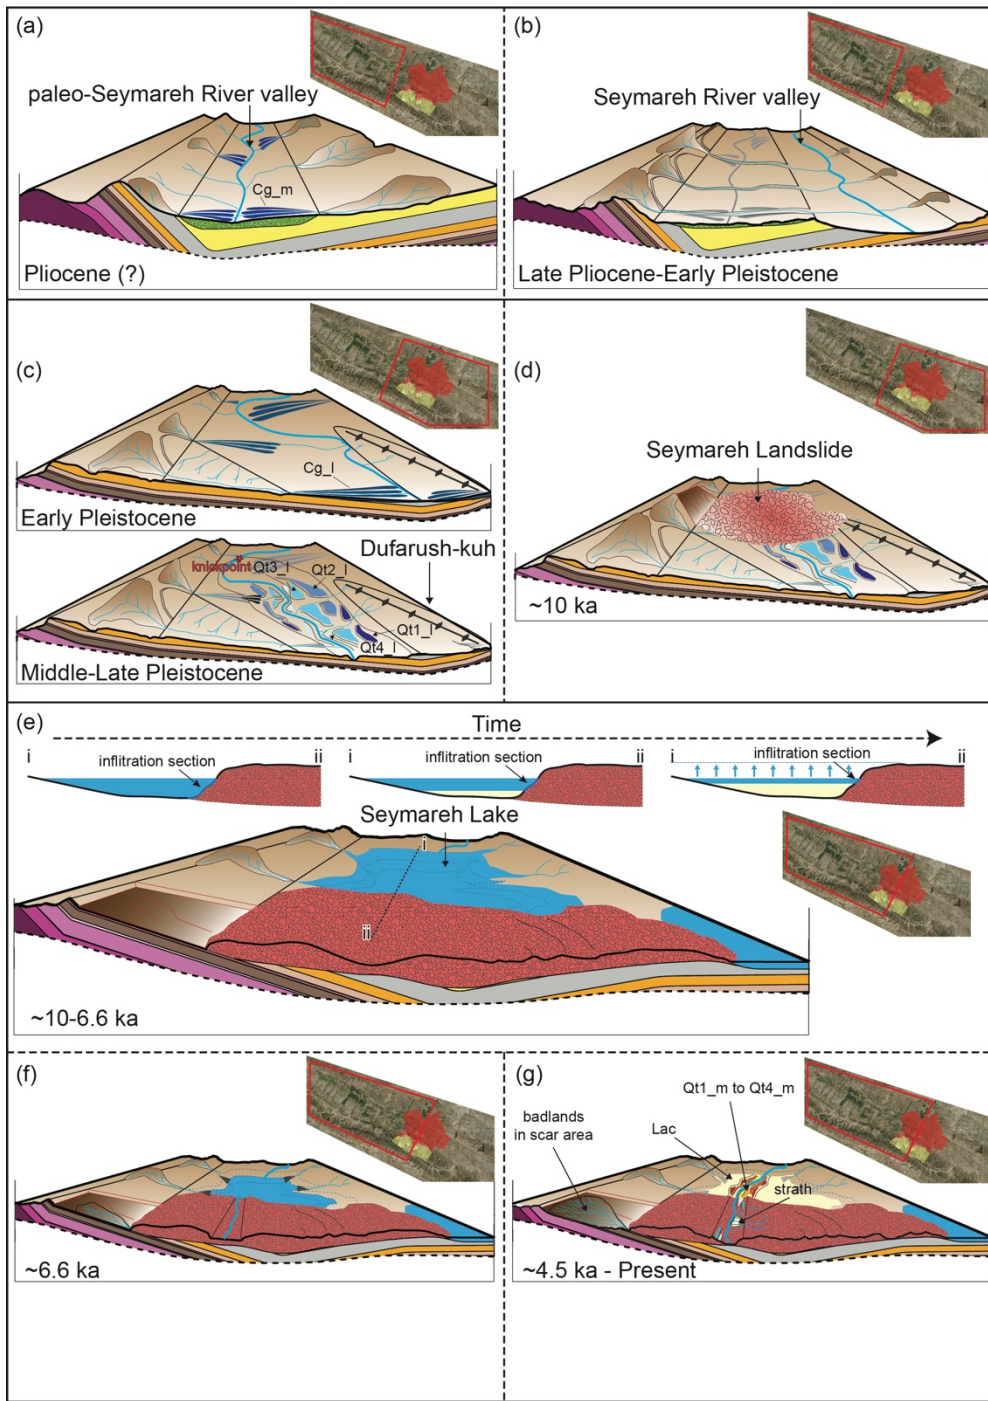 (a)
paleo-Seymareh River valley
Cg_m
Pliocene (?)
(b)
Seymareh River valley
Late Pliocene-Early Pleistocene
(c)
Cg_l
Early Pleistocene
Dufarush-kuh
knickpoint
Qt3_l
Qt2_l
Qt1_l
Qt4_l
Middle-Late Pleistocene
(d)
Seymareh Landslide
~10 ka
(e)
Time
i
inflitration section
ii
i
inflitration section
ii
i
inflitration section
ii
Seymareh Lake
i
ii
~10-6.6 ka
(f)
~6.6 ka
(g)
Qt1_m to Qt4_m
badlands
in scar area
Lac
strath
~4.5 ka - Present